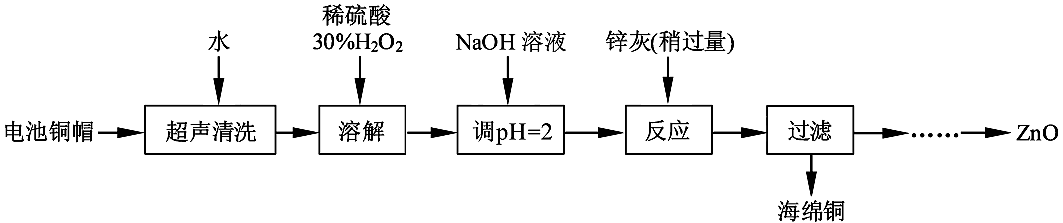 水
稀硫酸
30%H₂O₂
NaOH 溶液
锌灰(稍过量)
电池铜帽
超声清洗
溶解
调pH=2
反应
过滤
……
ZnO
海绵铜